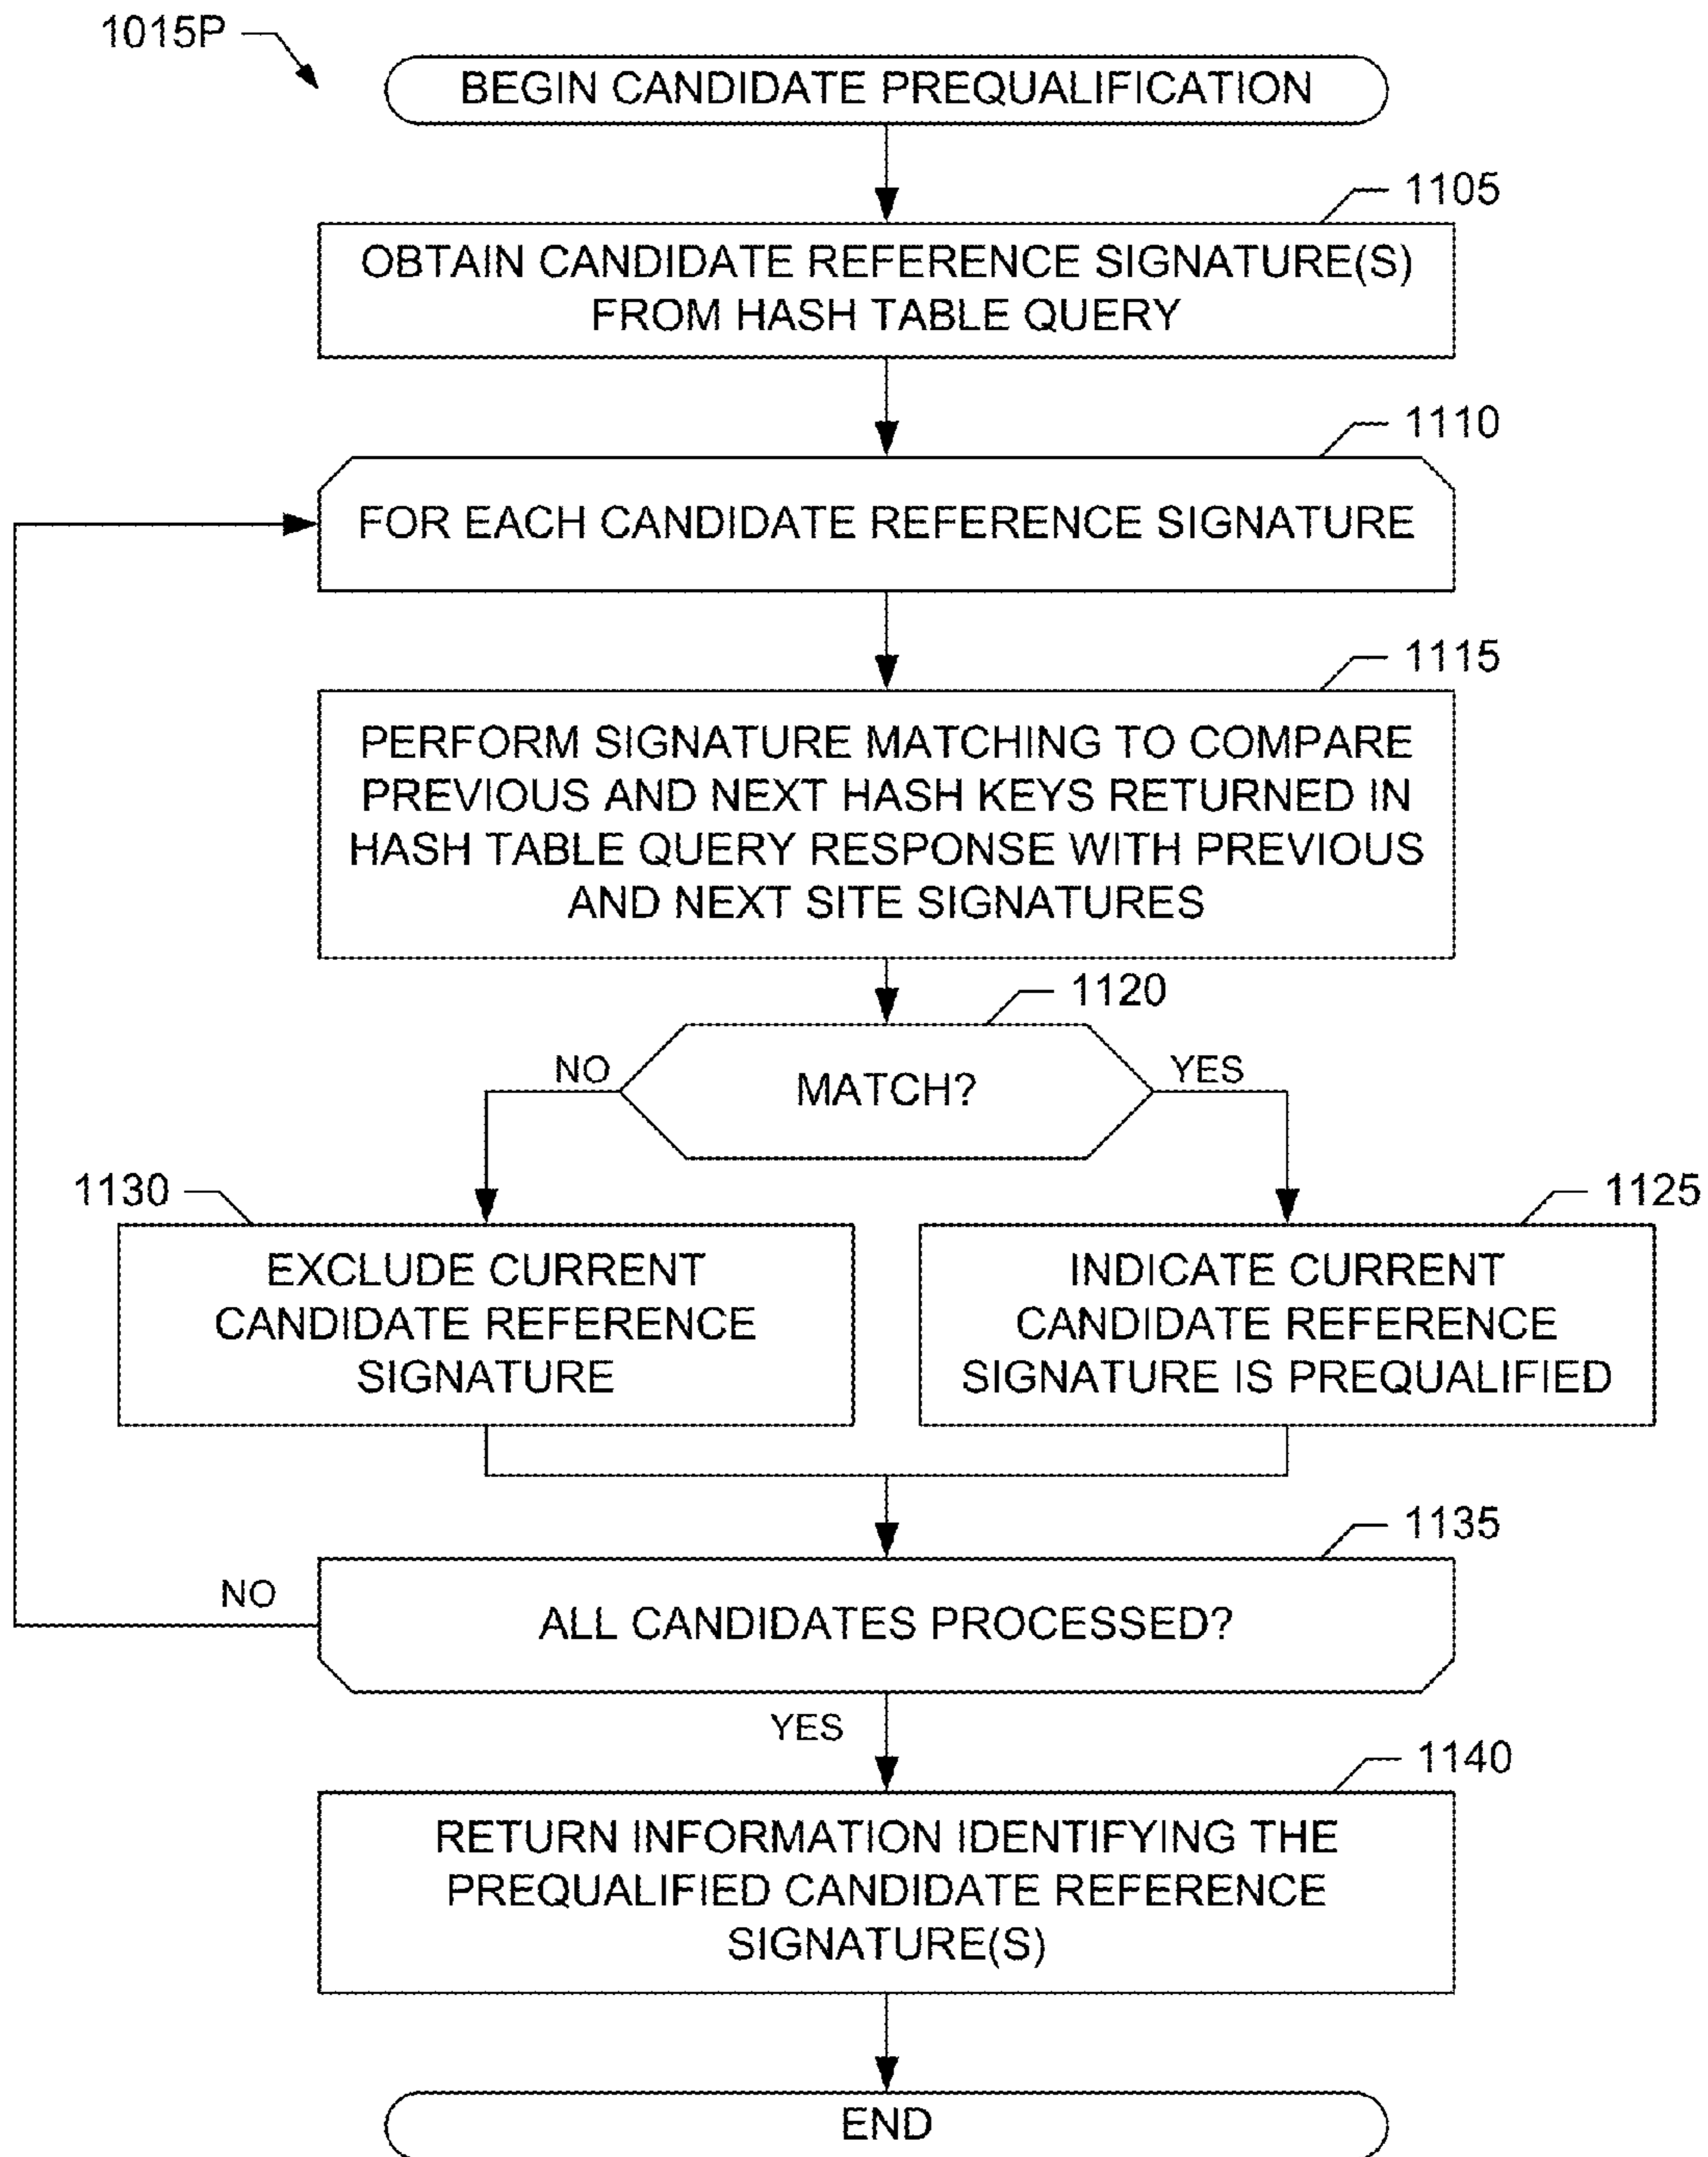 1015P
BEGIN CANDIDATE PREQUALIFICATION
1105
OBTAIN CANDIDATE REFERENCE SIGNATURE(S)
FROM HASH TABLE QUERY
1110
FOR EACH CANDIDATE REFERENCE SIGNATURE
1115
PERFORM SIGNATURE MATCHING TO COMPARE
PREVIOUS AND NEXT HASH KEYS RETURNED IN
HASH TABLE QUERY RESPONSE WITH PREVIOUS
AND NEXT SITE SIGNATURES
1120
NO
MATCH?
YES
1130
EXCLUDE CURRENT
CANDIDATE REFERENCE
SIGNATURE
1125
INDICATE CURRENT
CANDIDATE REFERENCE
SIGNATURE IS PREQUALIFIED
1135
NO
ALL CANDIDATES PROCESSED?
YES
1140
RETURN INFORMATION IDENTIFYING THE
PREQUALIFIED CANDIDATE REFERENCE
SIGNATURE(S)
END